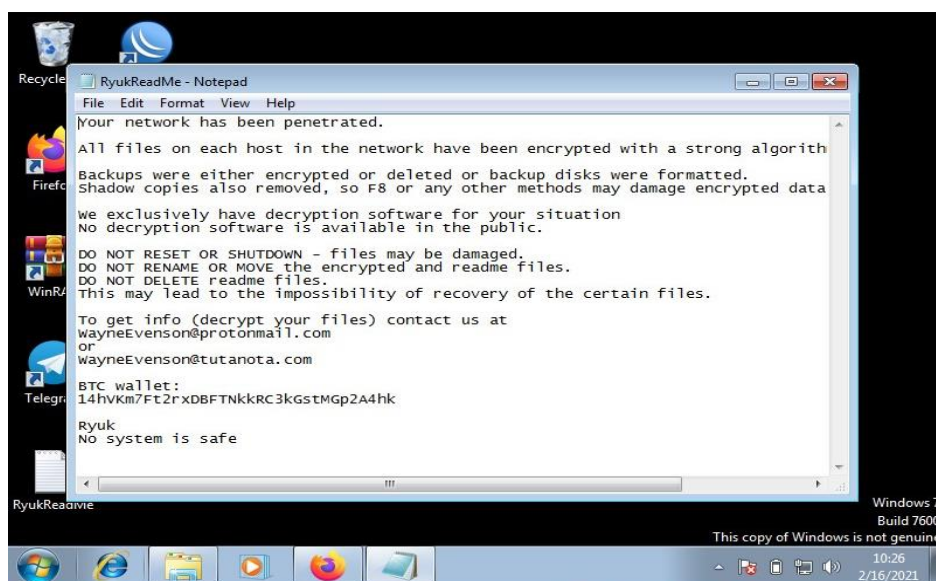 Recycle
RyukReadMe - Notepad
File Edit Format View Help
Your network has been penetrated.
All files on each host in the network have been encrypted with a strong algorith
Backups were either encrypted or deleted or backup disks were formatted.
Shadow copies also removed, so F8 or any other methods may damage encrypted data
We exclusively have decryption software for your situation
No decryption software is available in the public.
DO NOT RESET OR SHUTDOWN - files may be damaged.
DO NOT RENAME OR MOVE the encrypted and readme files.
DO NOT DELETE readme files.
This may lead to the impossibility of recovery of the certain files.
To get info (decrypt your files) contact us at
WayneEvenson@protonmail.com
or
WayneEvenson@tutanota.com
BTC wallet:
14hVKm7Ft2rxDBFTNkkRC3kGstMGp2A4hk
Ryuk
No system is safe
Firefo
WinRA
Telegra
RyukReadMe
Windows 7
Build 7600
This copy of Windows is not genuine
10:26
2/16/2021